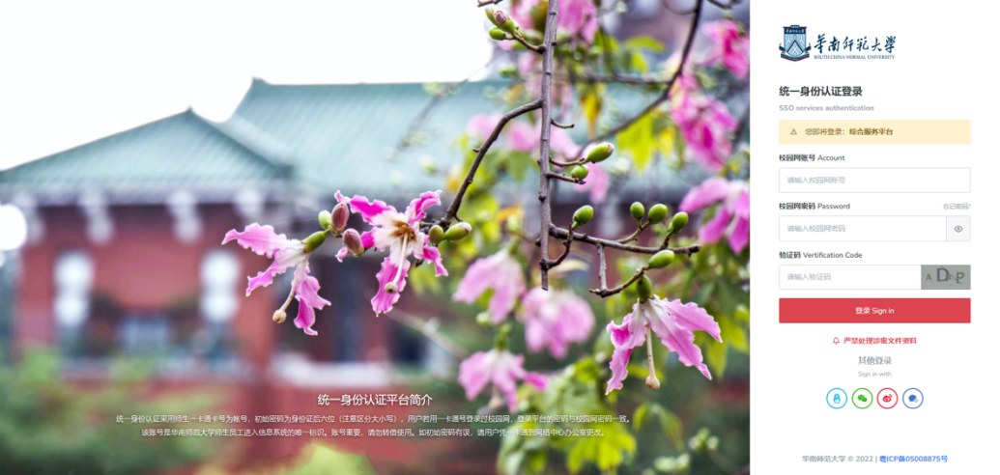 華南師範大學
SOUTH CHINA NORMAL UNIVERSITY
统一身份认证登录
SSO services authentication
您即将登录：综合服务平台
校园网账号 Account
请输入校园网账号
校园网密码 Password 忘记密码?
请输入校园网密码
验证码 Vertification Code
请输入验证码
登录 Sign in
严禁处理涉密文件资料
其他登录
Sign in with
华南师范大学 © 2022 | 粤ICP备05008875号
统一身份认证平台简介
统一身份认证采用师生一卡通卡号为帐号，初始密码为身份证后六位（注意区分大小写），用户若用一卡通号登录过校园网，登录平台的密码与校园网密码一致。
该账号是华南师范大学师生员工进入信息系统的唯一标识。账号重要，请勿转借使用。如初始密码有误，请用户凭一卡通到网络中心办公室更改。